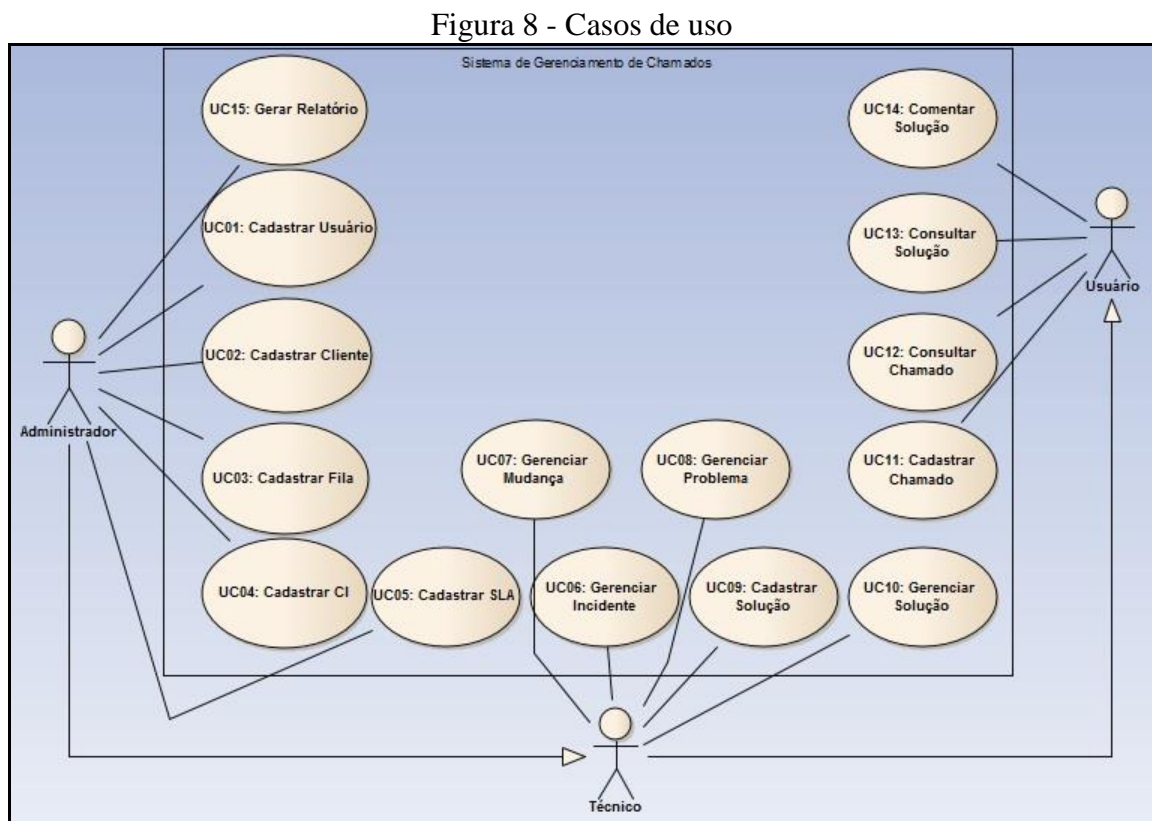 Figura 8 - Casos de uso
Sistema de Gerenciamento de Chamados
UC15: Gerar Relatório
UC01: Cadastrar Usuário
UC02: Cadastrar Cliente
UC03: Cadastrar Fila
UC04: Cadastrar CI
UC05: Cadastrar SLA
UC07: Gerenciar
Mudança
UC08: Gerenciar
Problema
UC06: Gerenciar
Incidente
UC09: Cadastrar
Solução
UC10: Gerenciar
Solução
UC14: Comentar
Solução
UC13: Consultar
Solução
UC12: Consultar
Chamado
UC11: Cadastrar
Chamado
Administrador
Usuário
Técnico